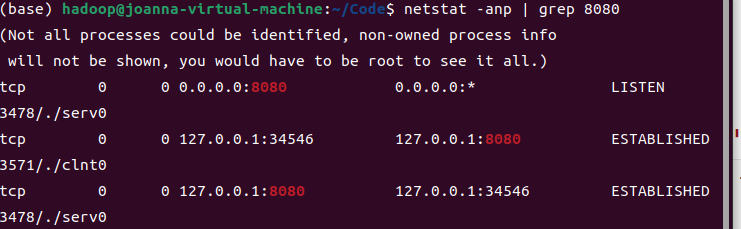 (base) hadoop@joanna-virtual-machine:~/Code$ netstat -anp | grep 8080
(Not all processes could be identified, non-owned process info
 will not be shown, you would have to be root to see it all.)
tcp        0      0 0.0.0.0:8080            0.0.0.0:*               LISTEN
3478/./serv0
tcp        0      0 127.0.0.1:34546         127.0.0.1:8080          ESTABLISHED
3571/./clnt0
tcp        0      0 127.0.0.1:8080          127.0.0.1:34546         ESTABLISHED
3478/./serv0